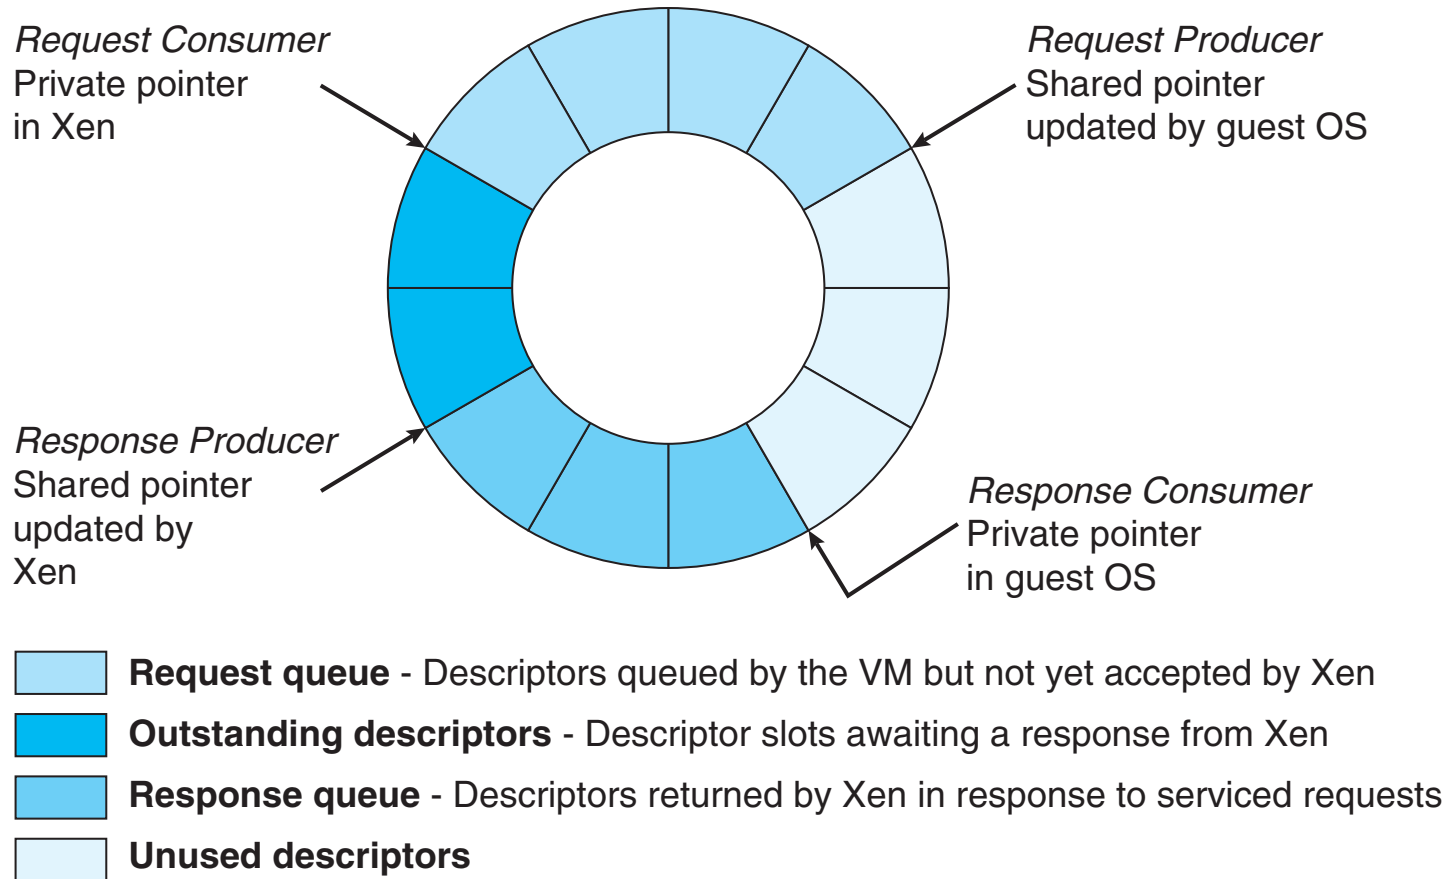 Request Consumer
Private pointer
in Xen
Request Producer
Shared pointer
updated by guest OS
Response Producer
Shared pointer
updated by
Xen
Response Consumer
Private pointer
in guest OS
Request queue - Descriptors queued by the VM but not yet accepted by Xen
Outstanding descriptors - Descriptor slots awaiting a response from Xen
Response queue - Descriptors returned by Xen in response to serviced requests
Unused descriptors